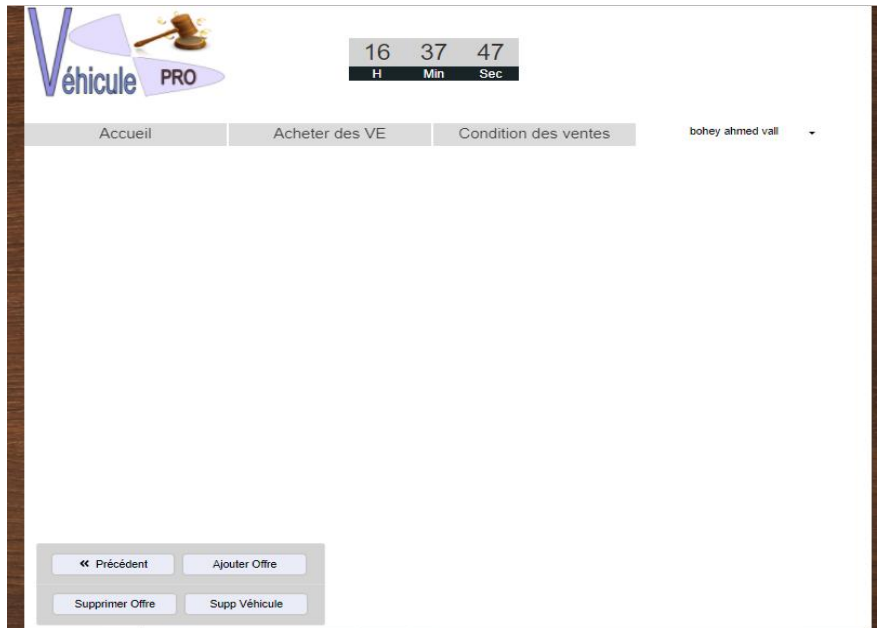 Véhicule PRO
16 37 47
H Min Sec
Accueil Acheter des VE Condition des ventes bohey ahmed vall
Précédent Ajouter Offre
Supprimer Offre Supp Véhicule